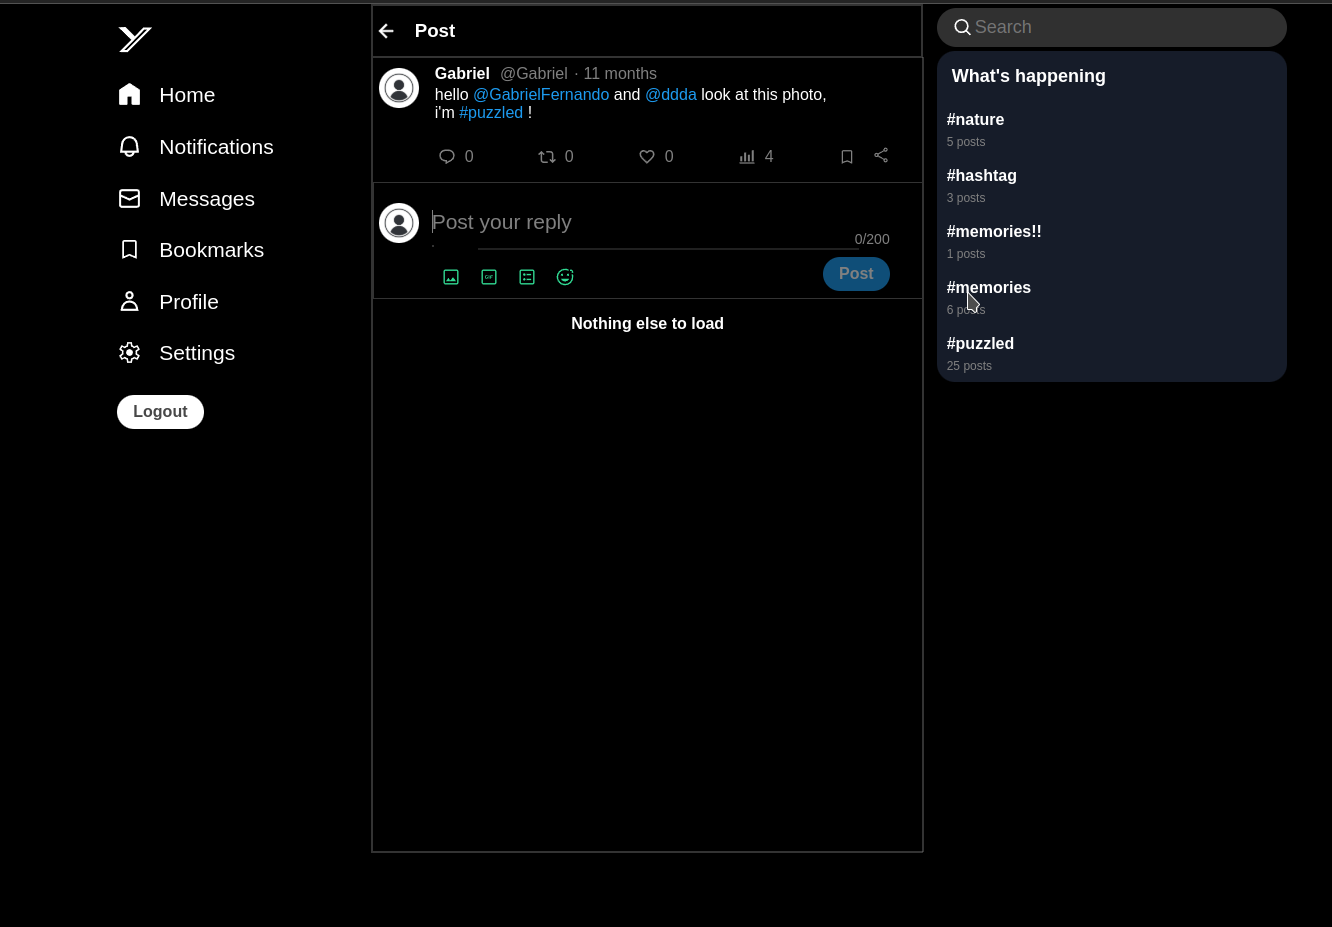 Home
Notifications
Messages
Bookmarks
Profile
Settings
Logout
Post
Gabriel @Gabriel · 11 months
hello @GabrielFernando and @ddda look at this photo,
i'm #puzzled !
0 0 0 4
Post your reply
0/200
GIF
Post
Nothing else to load
Search
What's happening
#nature
5 posts
#hashtag
3 posts
#memories!!
1 posts
#memories
6 posts
#puzzled
25 posts